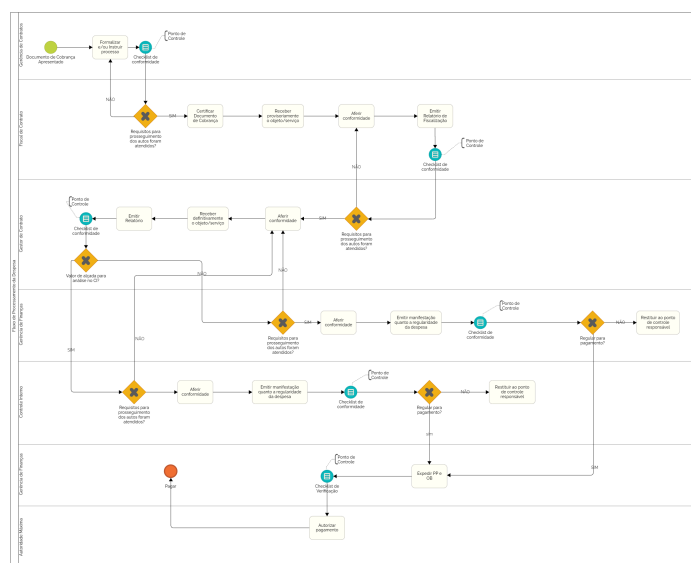 Fluxo de Processamento de Despesa
Gerência de Contratos
Documento de Cobrança
Apresentado
Formalizar
e/ou Instruir
processo
Checklist de
conformidade
Ponto de
Controle
Fiscal de Contrato
NÃO
Requisitos para
prosseguimento
dos autos foram
atendidos?
SIM
Certificar
Documento
de Cobrança
Receber
provisoriamente
o objeto/serviço
Aferir
conformidade
Emitir
Relatório de
Fiscalização
Ponto de
Controle
Checklist de
conformidade
NÃO
Gestor de Contrato
Ponto de
Controle
Checklist de
conformidade
Emitir
Relatório
Receber
definitivamente
o objeto/serviço
Aferir
conformidade
SIM
Requisitos para
prosseguimento
dos autos foram
atendidos?
Valor de alçada para
análise no CI?
NÃO
NÃO
Gerência de Finanças
SIM
NÃO
Requisitos para
prosseguimento
dos autos foram
atendidos?
SIM
Aferir
conformidade
Emitir manifestação
quanto a regularidade
da despesa
Ponto de
Controle
Checklist de
conformidade
Regular para
pagamento?
NÃO
Restituir ao ponto
de controle
responsável
Controle Interno
Requisitos para
prosseguimento
dos autos foram
atendidos?
Aferir
conformidade
Emitir manifestação
quanto a regularidade
da despesa
Ponto de
Controle
Checklist de
conformidade
Regular para
pagamento?
NÃO
Restituir ao ponto
de controle
responsável
SIM
Gerência de Finanças
Pagar
Ponto de
Controle
Checklist de
Verificação
Expedir PP e
OB
SIM
Autoridade Máxima
Autorizar
pagamento